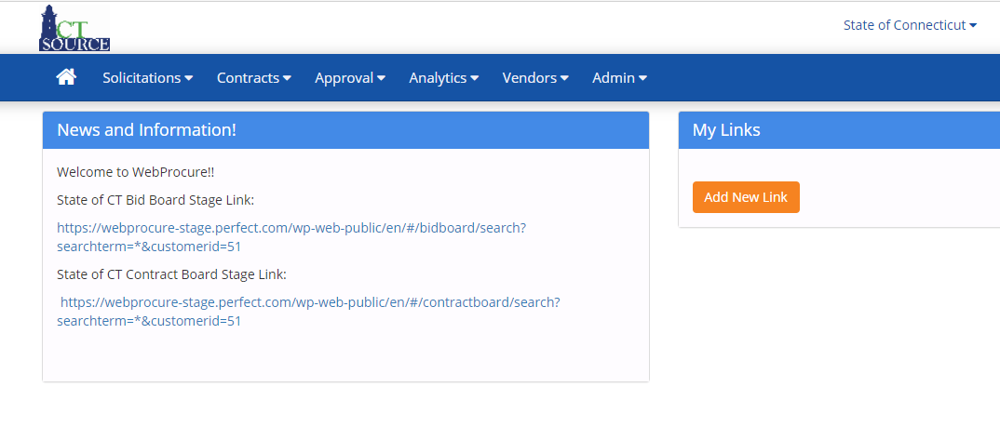 CT
SOURCE
State of Connecticut
Solicitations
Contracts
Approval
Analytics
Vendors
Admin
News and Information!
Welcome to WebProcure!!
State of CT Bid Board Stage Link:
https://webprocure-stage.perfect.com/wp-web-public/en/#/bidboard/search?
searchterm=*&customerid=51
State of CT Contract Board Stage Link:
https://webprocure-stage.perfect.com/wp-web-public/en/#/contractboard/search?
searchterm=*&customerid=51
My Links
Add New Link